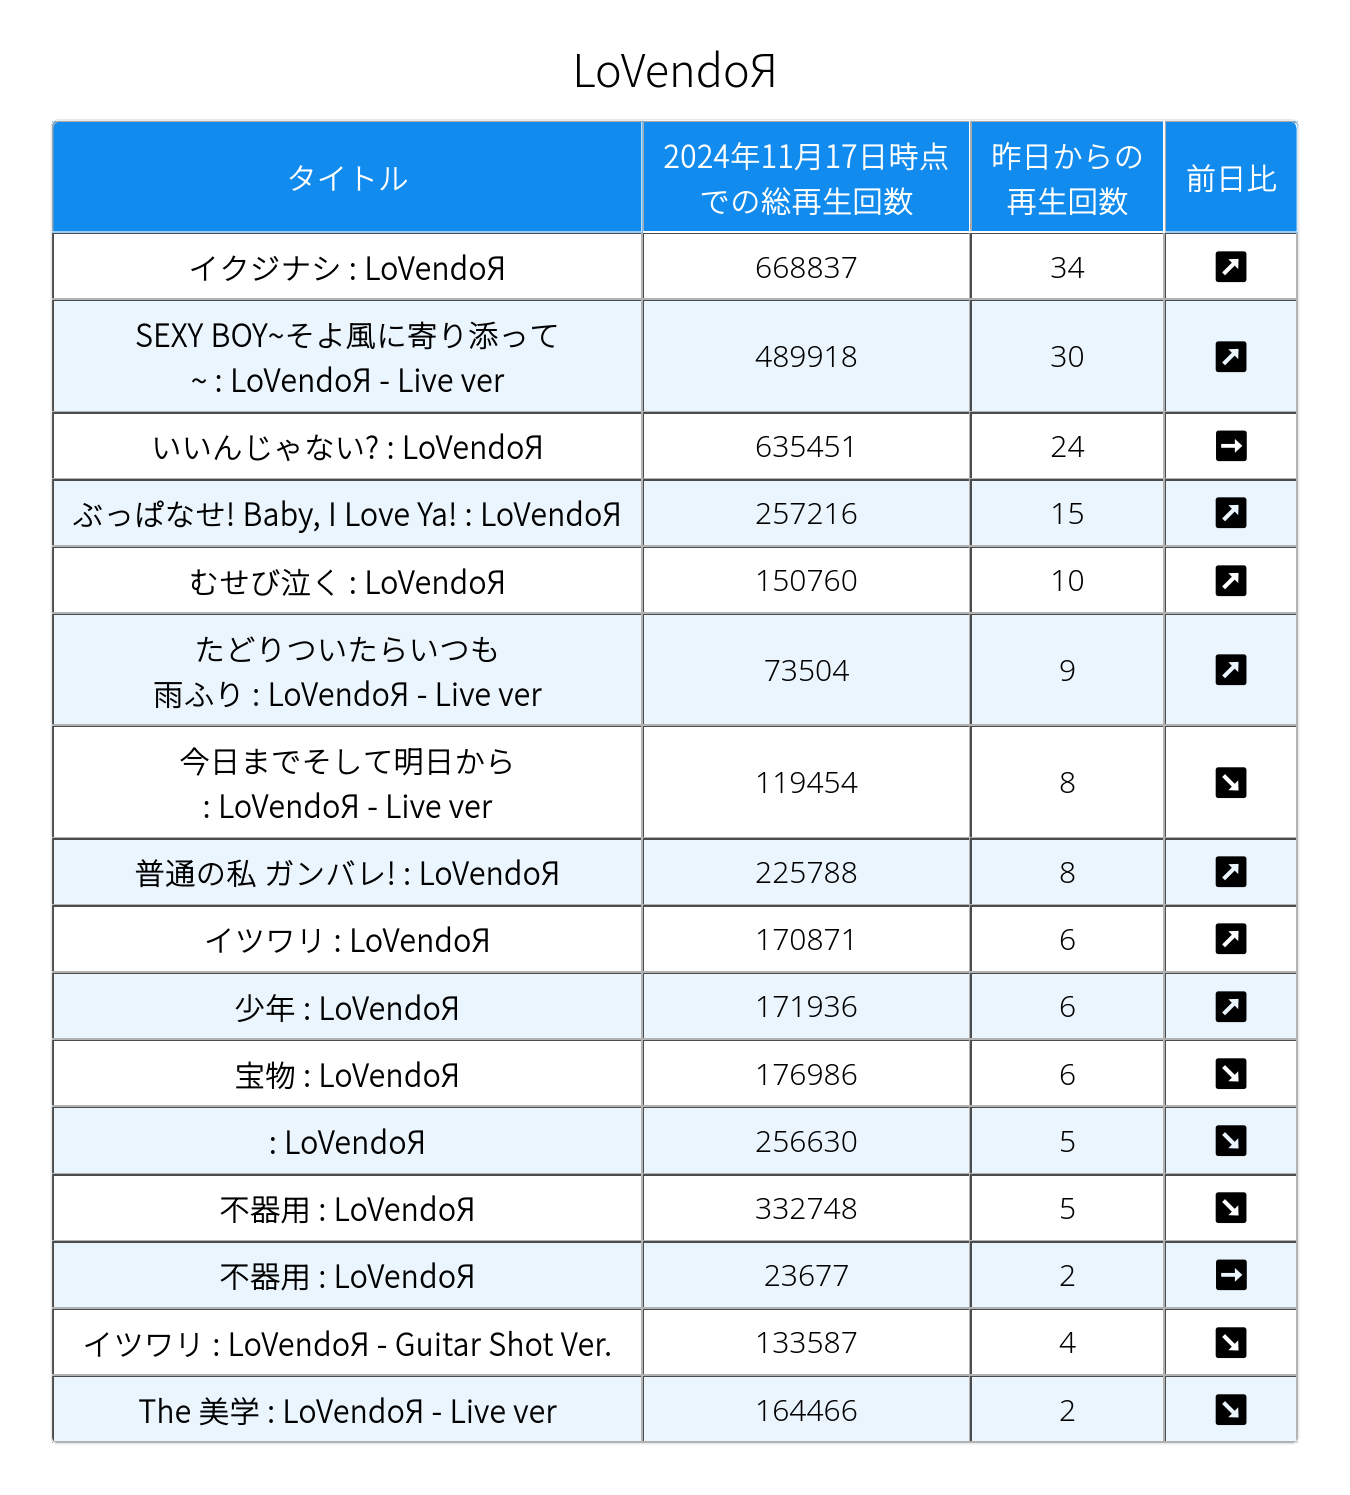 LoVendoЯ
タイトル
2024年11月17日時点
での総再生回数
昨日からの
再生回数
前日比
イクジナシ : LoVendoЯ
668837
34
SEXY BOY~そよ風に寄り添って
~ : LoVendoЯ - Live ver
489918
30
いいんじゃない? : LoVendoЯ
635451
24
ぶっぱなせ! Baby, I Love Ya! : LoVendoЯ
257216
15
むせび泣く : LoVendoЯ
150760
10
たどりついたらいつも
雨ふり : LoVendoЯ - Live ver
73504
9
今日までそして明日から
: LoVendoЯ - Live ver
119454
8
普通の私 ガンバレ! : LoVendoЯ
225788
8
イツワリ : LoVendoЯ
170871
6
少年 : LoVendoЯ
171936
6
宝物 : LoVendoЯ
176986
6
: LoVendoЯ
256630
5
不器用 : LoVendoЯ
332748
5
不器用 : LoVendoЯ
23677
2
イツワリ : LoVendoЯ - Guitar Shot Ver.
133587
4
The 美学 : LoVendoЯ - Live ver
164466
2